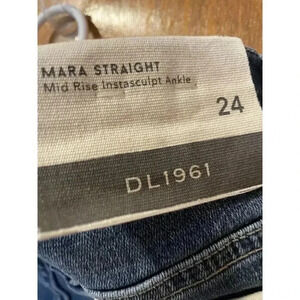 MARA STRAIGHT
Mid Rise Instasculpt Ankle
24
DL1961